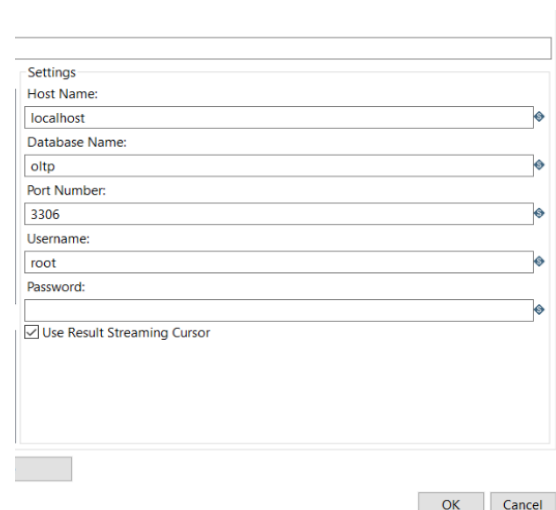 Settings
Host Name:
localhost
Database Name:
oltp
Port Number:
3306
Username:
root
Password:
Use Result Streaming Cursor
OK Cancel